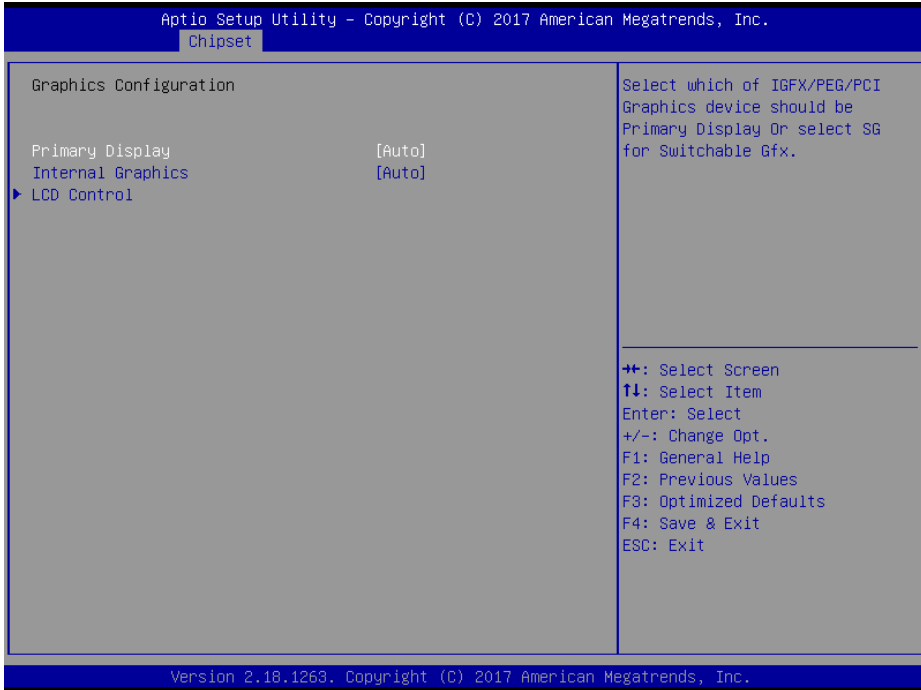 Aptio Setup Utility – Copyright (C) 2017 American Megatrends, Inc.
Chipset
Graphics Configuration
Primary Display [Auto]
Internal Graphics [Auto]
LCD Control
Select which of IGFX/PEG/PCI
Graphics device should be
Primary Display Or select SG
for Switchable Gfx.
→←: Select Screen
↑↓: Select Item
Enter: Select
+/-: Change Opt.
F1: General Help
F2: Previous Values
F3: Optimized Defaults
F4: Save & Exit
ESC: Exit
Version 2.18.1263. Copyright (C) 2017 American Megatrends, Inc.